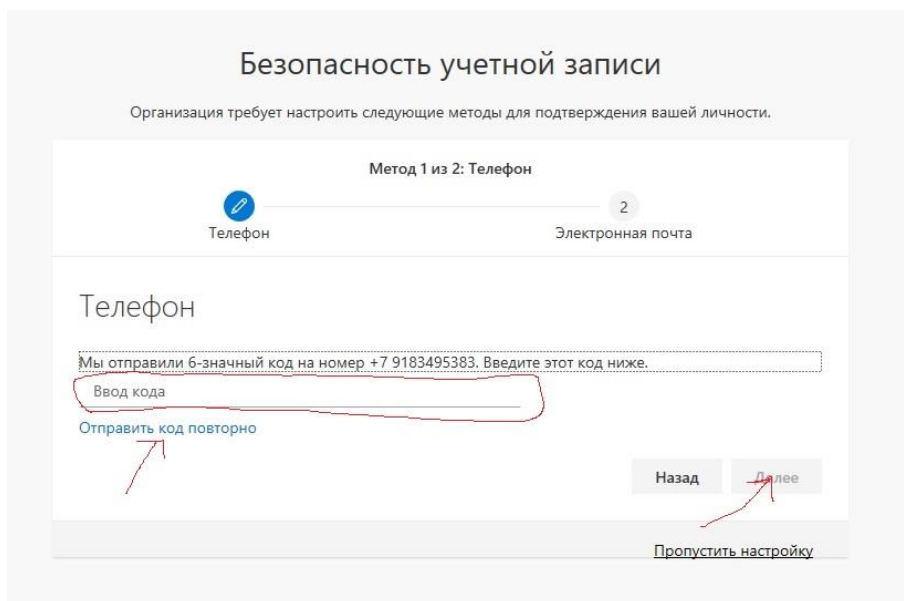 Безопасность учетной записи
Организация требует настроить следующие методы для подтверждения вашей личности.
Метод 1 из 2: Телефон
2
Телефон
Электронная почта
Телефон
Мы отправили 6-значный код на номер +7 9183495383. Введите этот код ниже.
Ввод кода
Отправить код повторно
Назад
Далее
Пропустить настройку